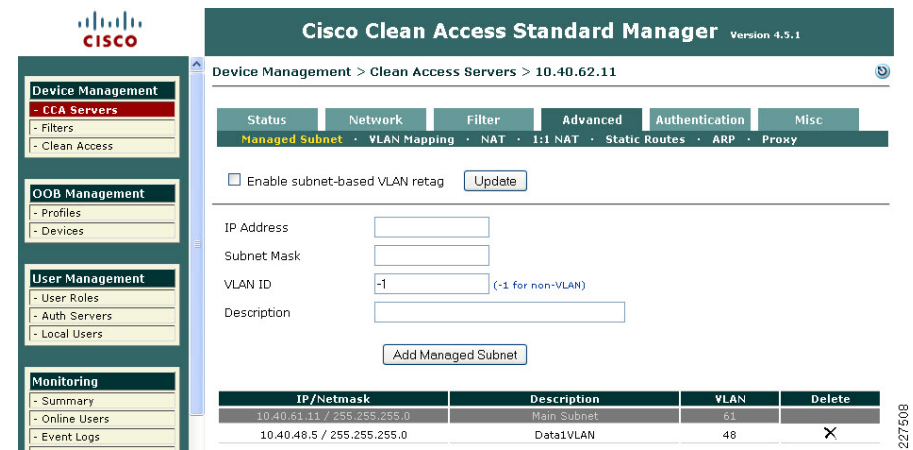 CISCO
Cisco Clean Access Standard Manager Version 4.5.1
Device Management
- CCA Servers
- Filters
- Clean Access
OOB Management
- Profiles
- Devices
User Management
- User Roles
- Auth Servers
- Local Users
Monitoring
- Summary
- Online Users
- Event Logs
Device Management > Clean Access Servers > 10.40.62.11
Status Network Filter Advanced Authentication Misc
Managed Subnet · VLAN Mapping · NAT · 1:1 NAT · Static Routes · ARP · Proxy
Enable subnet-based VLAN retag Update
IP Address
Subnet Mask
VLAN ID -1 (-1 for non-VLAN)
Description
Add Managed Subnet
IP/Netmask Description VLAN Delete
10.40.61.11 / 255.255.255.0 Main Subnet 61
10.40.48.5 / 255.255.255.0 Data1VLAN 48
227508